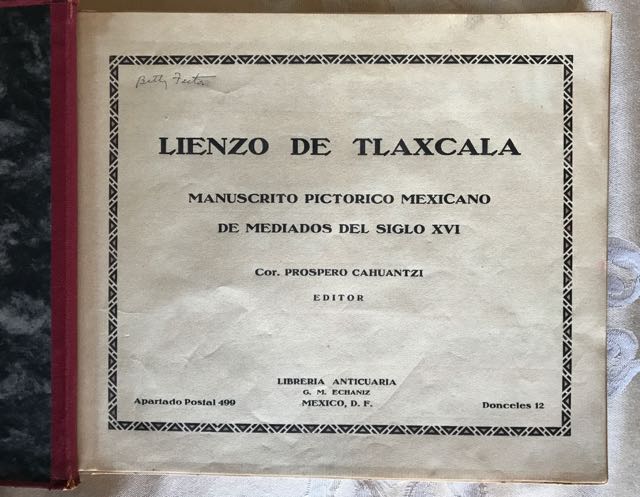 Betty
LIENZO DE TLAXCALA
MANUSCRITO PICTORICO MEXICANO
DE MEDIADOS DEL SIGLO XVI
Cor. PROSPERO CAHUANTZI
EDITOR
LIBRERIA ANTICUARIA
G. M. ECHANIZ
MEXICO, D. F.
Apartado Postal 499
Donceles 12